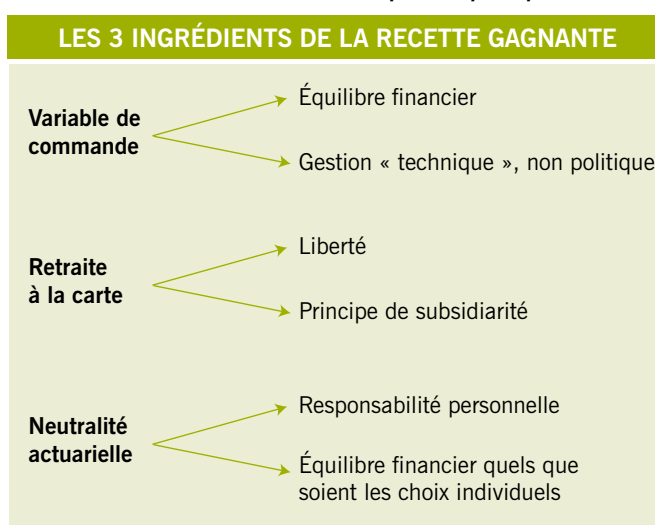 LES 3 INGRÉDIENTS DE LA RECETTE GAGNANTE
Variable de
commande
Équilibre financier
Gestion « technique », non politique
Retraite
à la carte
Liberté
Principe de subsidiarité
Neutralité
actuarielle
Responsabilité personnelle
Équilibre financier quels que
soient les choix individuels